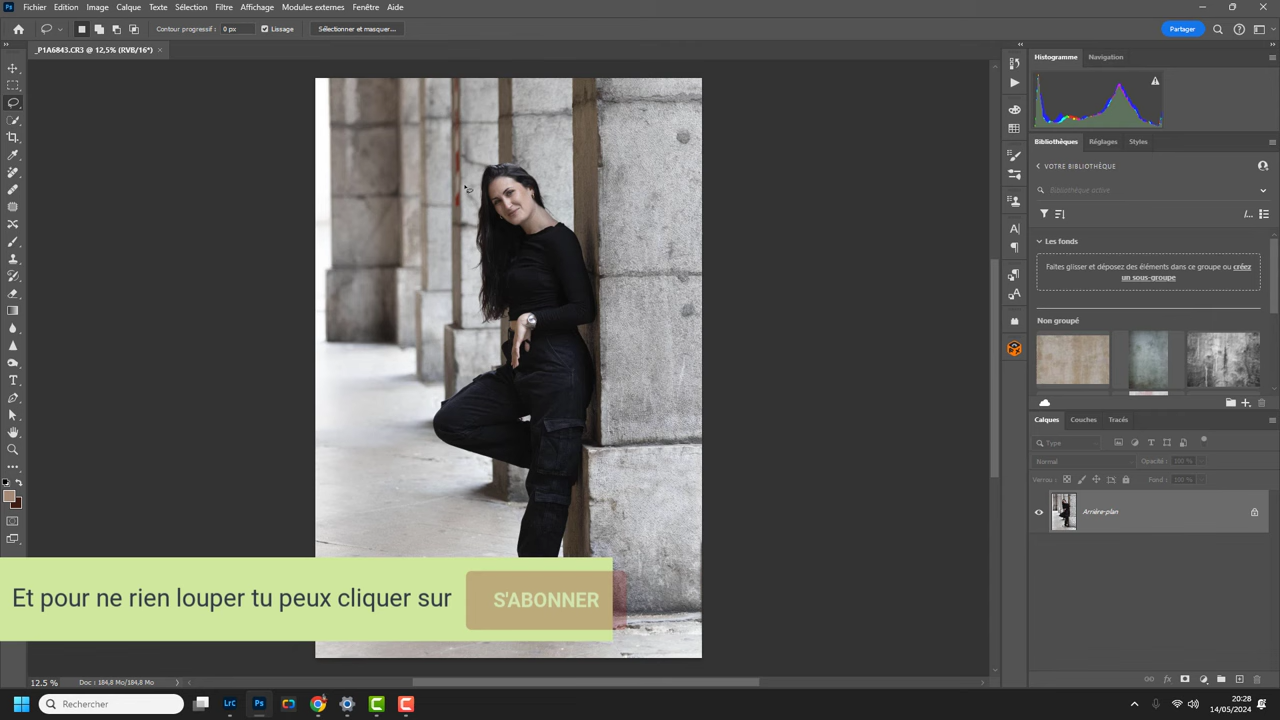 Ps Fichier Edition Image Calque Texte Sélection Filtre Affichage Modules externes Fenêtre Aide
Contour progressif : 0 px Lissage Sélectionner et masquer... Partager
_P1A6843.CR3 @ 12,5% (RVB/16*) ×
Histogramme Navigation
Bibliothèques Réglages Styles
VOTRE BIBLIOTHÈQUE
Bibliothèque active
Les fonds
Faites glisser et déposez des éléments dans ce groupe ou créez
un sous-groupe
Non groupé
Calques Couches Tracés
Type
Normal Opacité : 100 %
Verrou : Fond : 100 %
Arrière-plan
Et pour ne rien louper tu peux cliquer sur S'ABONNER
12,5 % Doc : 184,8 Mo/184,8 Mo
Rechercher LrC Ps
20:28
14/05/2024